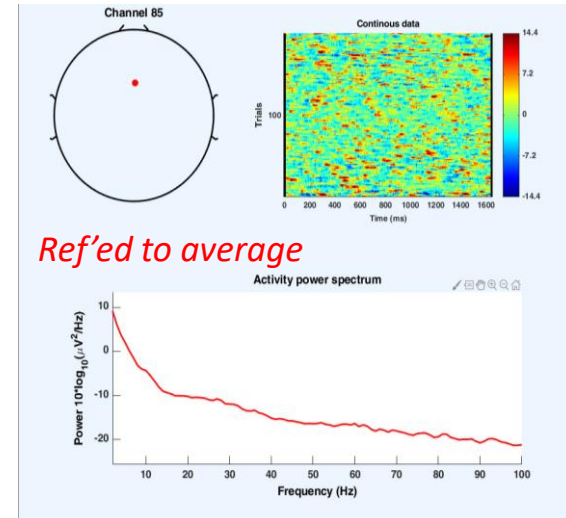 Channel 85
Continous data
Trials
100
14.4
7.2
0
-7.2
-14.4
0 200 400 600 800 1000 1200 1400 1600
Time (ms)
Ref'ed to average
Activity power spectrum
Power 10*log₁₀(μV²/Hz)
10
0
-10
-20
10 20 30 40 50 60 70 80 90 100
Frequency (Hz)